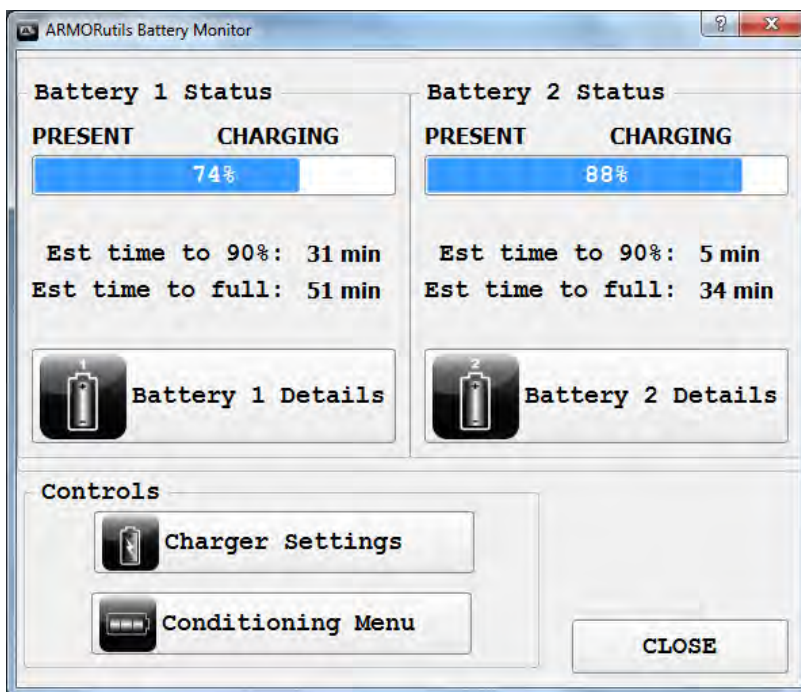 ARMORutils Battery Monitor
Battery 1 Status
PRESENT CHARGING
74%
Est time to 90%: 31 min
Est time to full: 51 min
1
Battery 1 Details
Battery 2 Status
PRESENT CHARGING
88%
Est time to 90%: 5 min
Est time to full: 34 min
2
Battery 2 Details
Controls
Charger Settings
Conditioning Menu
CLOSE